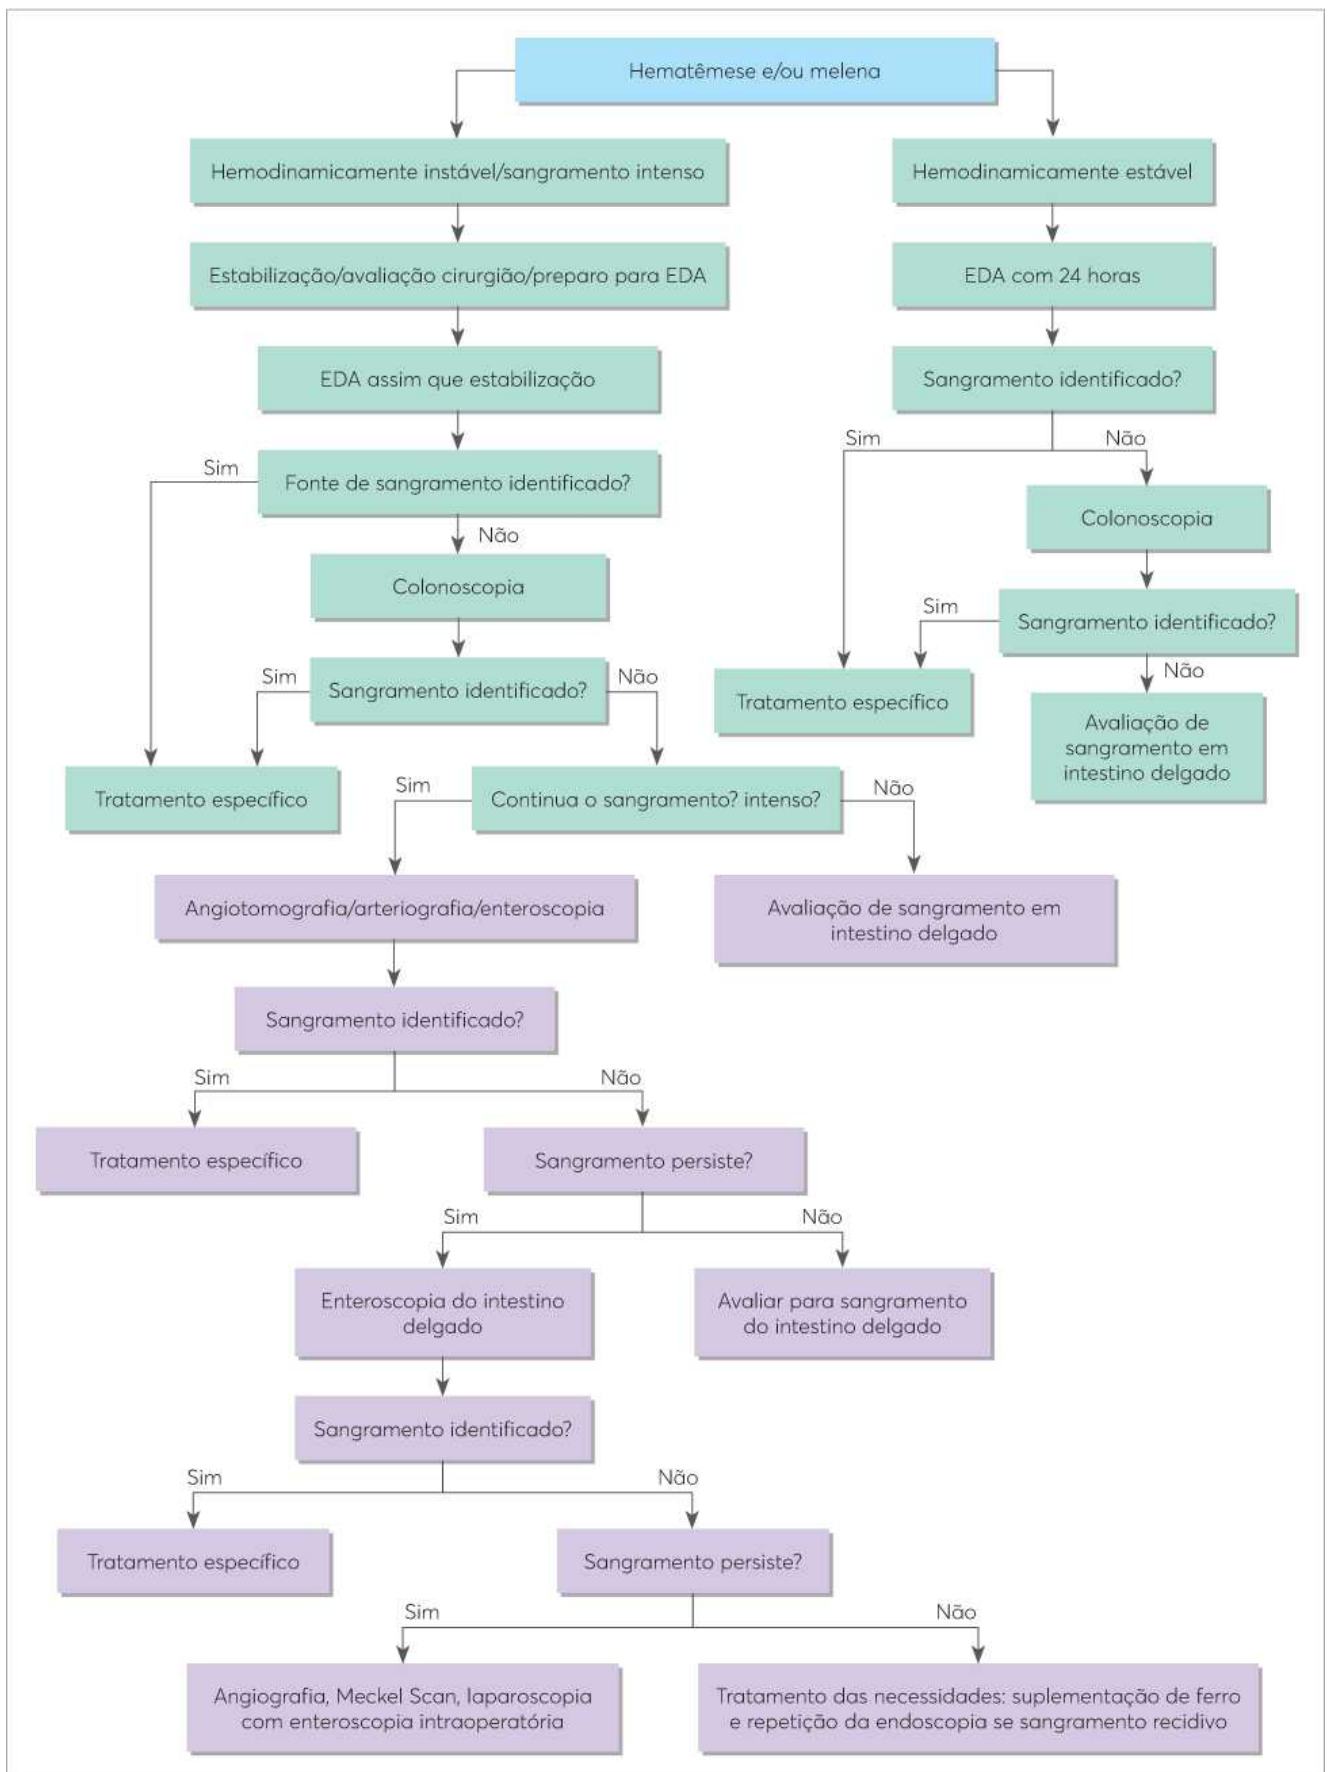 Hematêmese e/ou melena
Hemodinamicamente instável/sangramento intenso
Hemodinamicamente estável
Estabilização/avaliação cirurgião/preparo para EDA
EDA com 24 horas
EDA assim que estabilização
Sangramento identificado?
Sim
Não
Sim
Fonte de sangramento identificado?
Colonoscopia
Não
Colonoscopia
Sim
Sangramento identificado?
Sim
Sangramento identificado?
Não
Não
Tratamento específico
Avaliação de
sangramento em
intestino delgado
Tratamento específico
Sim
Continua o sangramento? intenso?
Não
Angiotomografia/arteriografia/enteroscopia
Avaliação de sangramento em
intestino delgado
Sangramento identificado?
Sim
Não
Tratamento específico
Sangramento persiste?
Sim
Não
Enteroscopia do intestino
delgado
Avaliar para sangramento
do intestino delgado
Sangramento identificado?
Sim
Não
Tratamento específico
Sangramento persiste?
Sim
Não
Angiografia, Meckel Scan, laparoscopia
com enteroscopia intraoperatória
Tratamento das necessidades: suplementação de ferro
e repetição da endoscopia se sangramento recidivo